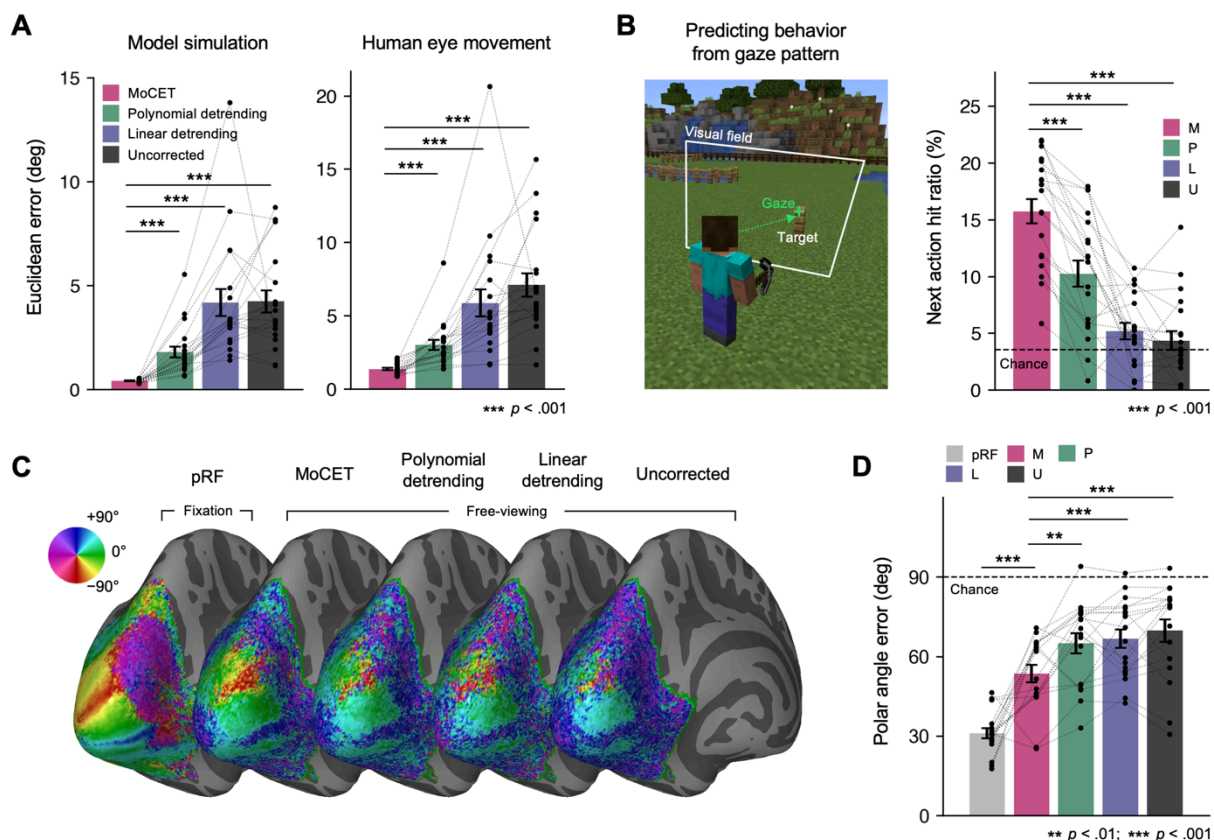 A
Model simulation
Human eye movement
15
10
5
0
Euclidean error (deg)
MoCET
Polynomial detrending
Linear detrending
Uncorrected
***
***
***
20
15
10
5
0
***
***
***
*** p < .001
B
Predicting behavior
from gaze pattern
Visual field
Gaze
Target
25
20
15
10
5
0
Next action hit ratio (%)
***
***
***
M
P
L
U
Chance
*** p < .001
C
pRF
MoCET
Polynomial
detrending
Linear
detrending
Uncorrected
Fixation
Free-viewing
+90°
0°
−90°
D
pRF
M
P
L
U
90
60
30
0
Polar angle error (deg)
***
***
**
***
Chance
** p < .01; *** p < .001